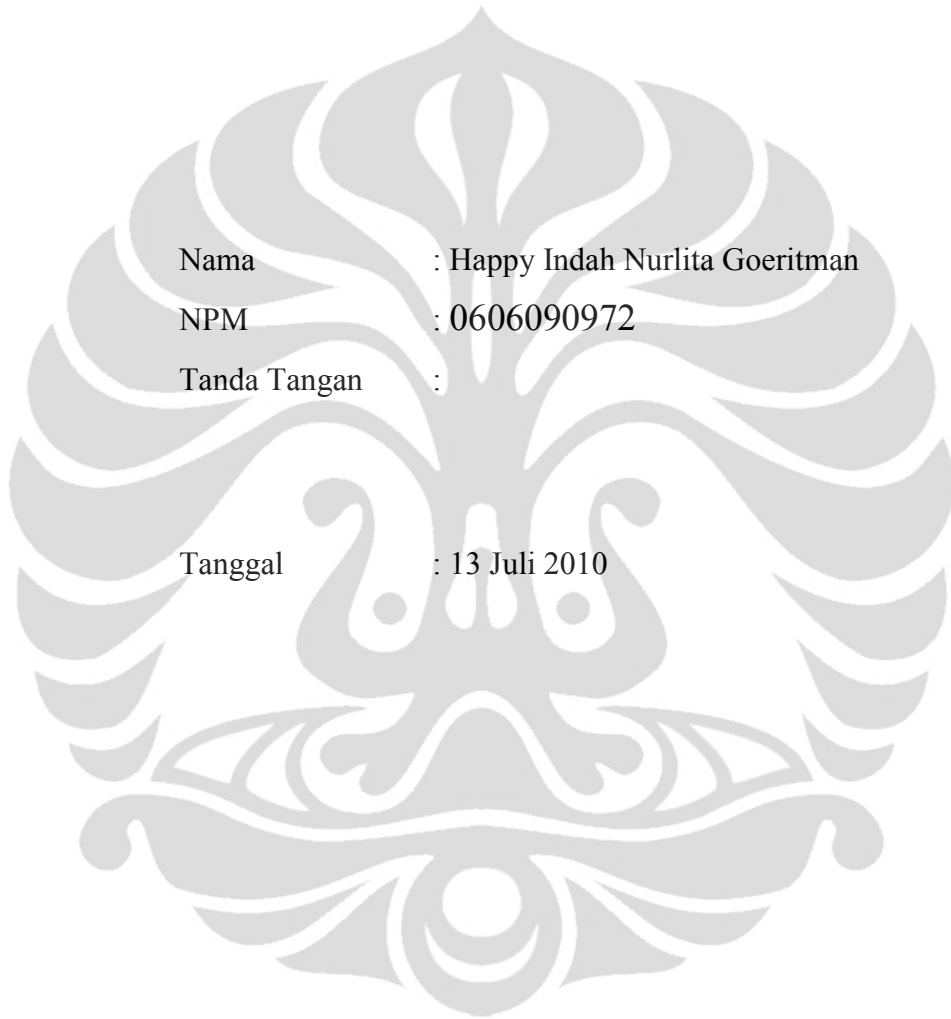 Nama : Happy Indah Nurlita Goeritman
NPM : 0606090972
Tanda Tangan :
Tanggal : 13 Juli 2010